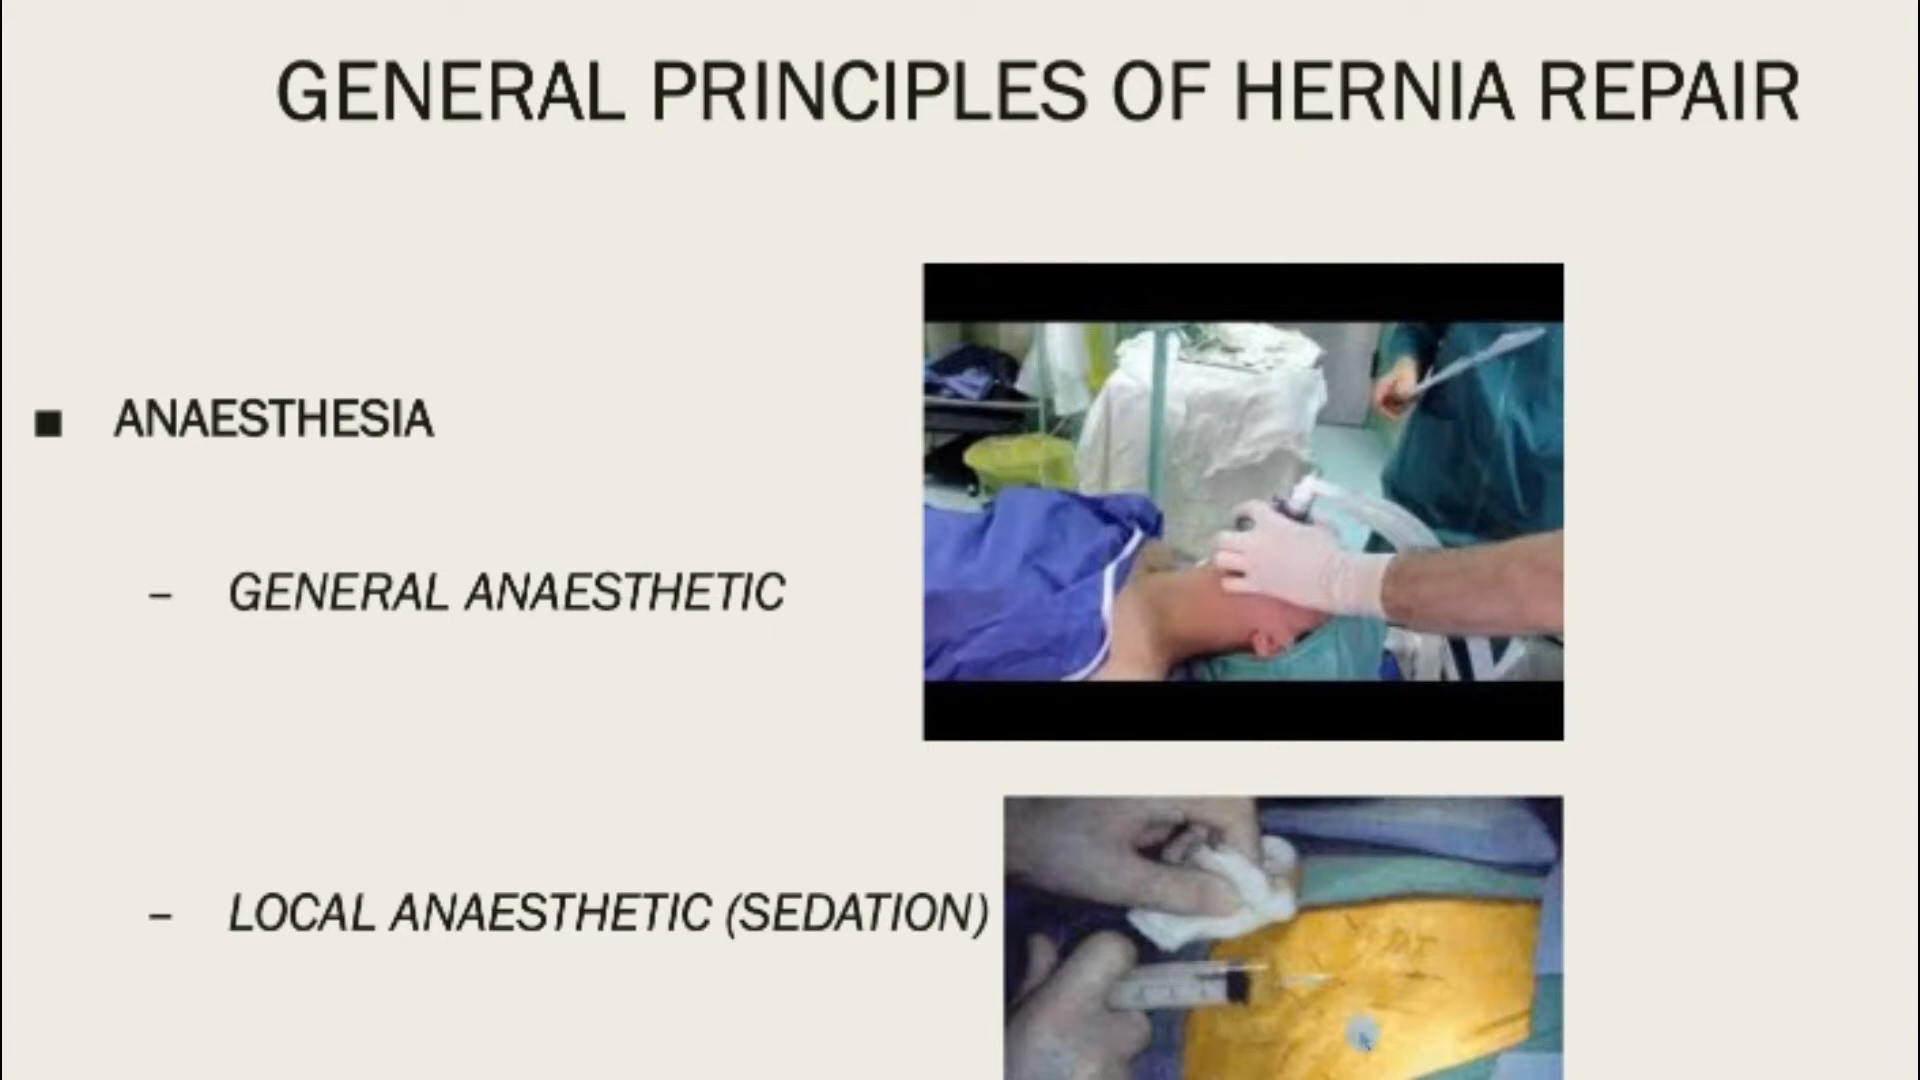 GENERAL PRINCIPLES OF HERNIA REPAIR
■ ANAESTHESIA
– GENERAL ANAESTHETIC
– LOCAL ANAESTHETIC (SEDATION)